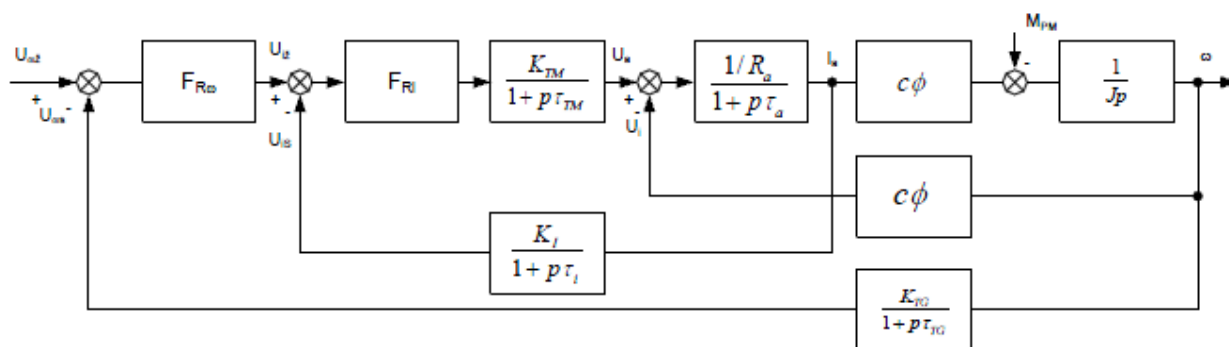 U_ω2
+
U_ωs
-
F_Rω
U_i2
+
-
U_is
F_Ri
K_TM
1 + pτ_TM
U_a
+
-
U_i
1/R_a
1 + pτ_a
I_a
cϕ
M_PM
-
1
Jp
ω
cϕ
K_I
1 + pτ_i
K_TG
1 + pτ_TG